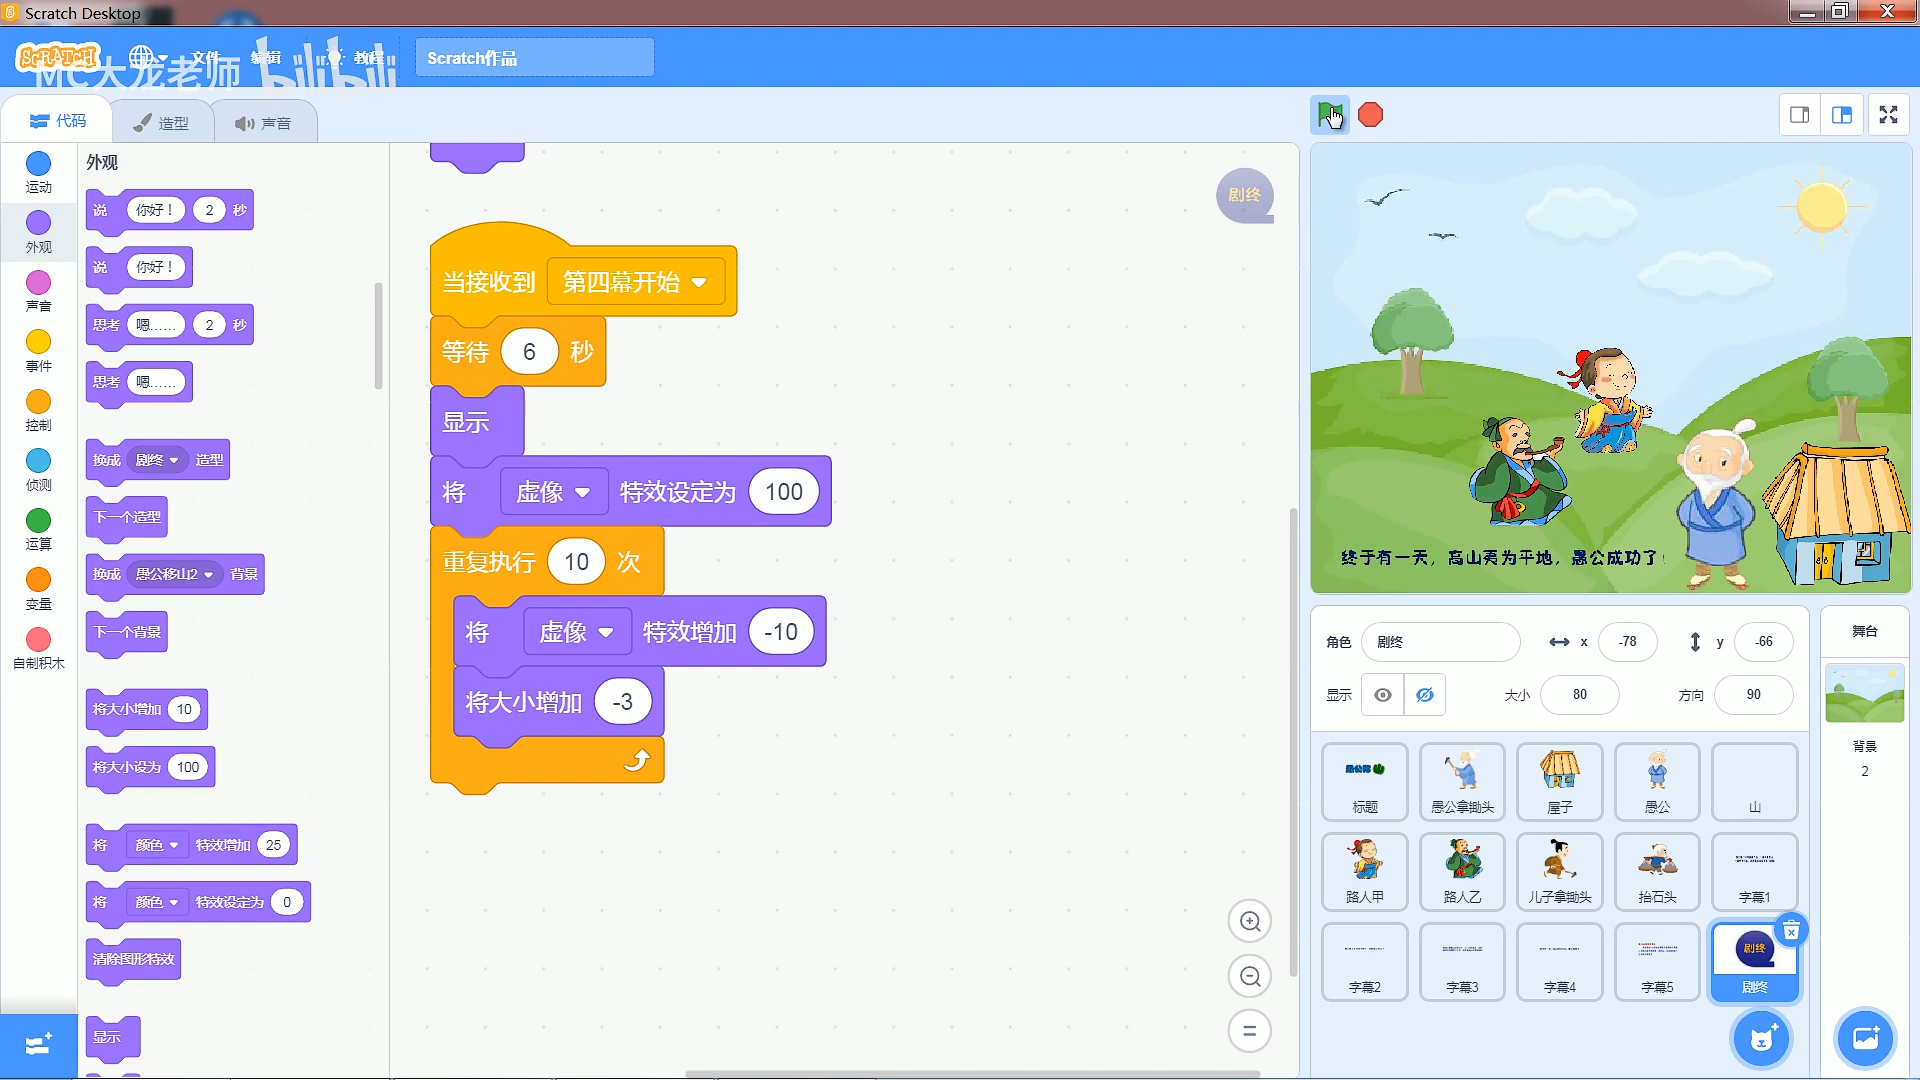 Scratch Desktop
SCRATCH 文件 编辑 教程 Scratch作品
MC大龙老师 bilibili
代码 造型 声音
运动
外观
声音
事件
控制
侦测
运算
变量
自制积木
外观
说 你好！ 2 秒
说 你好！
思考 嗯…… 2 秒
思考 嗯……
换成 剧终 造型
下一个造型
换成 愚公移山2 背景
下一个背景
将大小增加 10
将大小设为 100
将 颜色 特效增加 25
将 颜色 特效设定为 0
清除图形特效
显示
剧终
当接收到 第四幕开始
等待 6 秒
显示
将 虚像 特效设定为 100
重复执行 10 次
将 虚像 特效增加 -10
将大小增加 -3
终于有一天，高山夷为平地，愚公成功了！
角色 剧终 x -78 y -66
显示 大小 80 方向 90
标题 愚公拿锄头 屋子 愚公 山
路人甲 路人乙 儿子拿锄头 抬石头 字幕1
剧终
字幕2 字幕3 字幕4 字幕5 剧终
舞台
背景
2